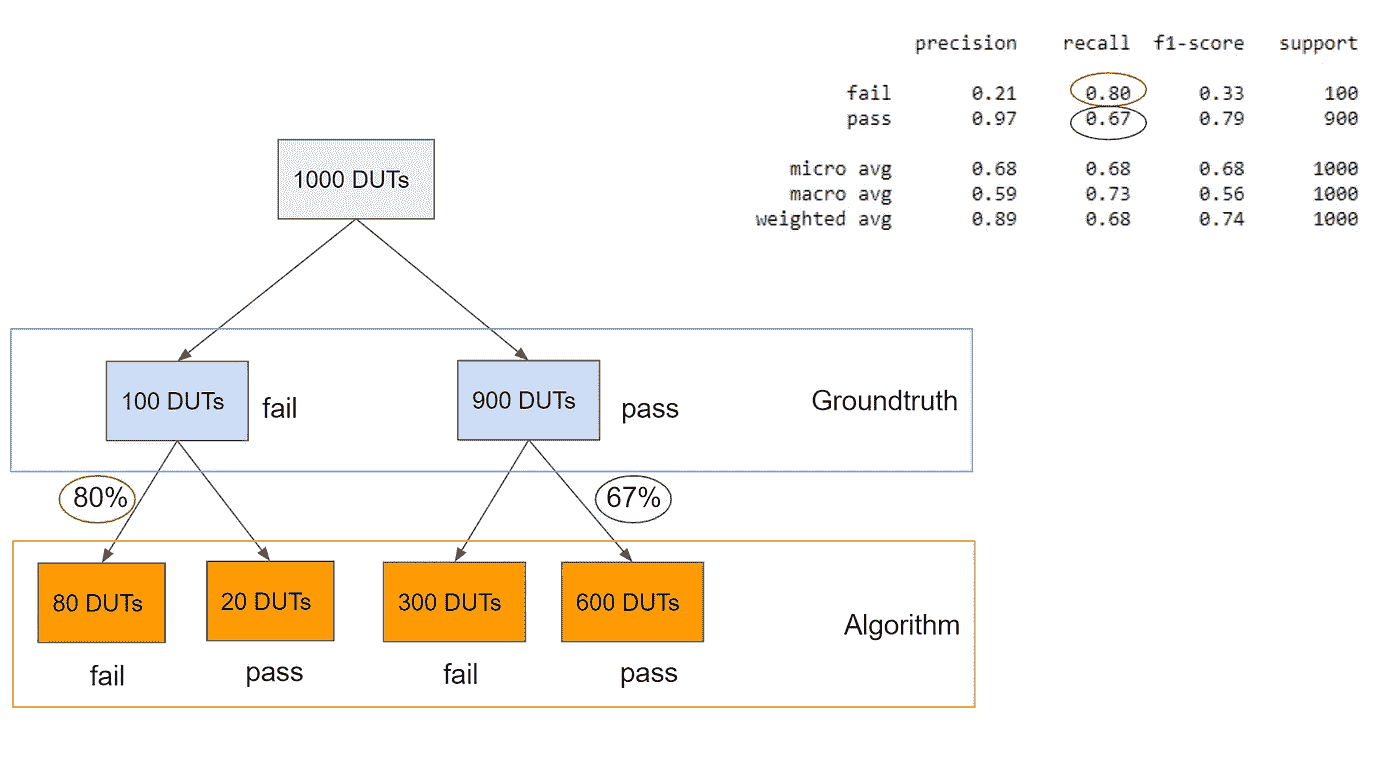 precision recall f1-score support
fail 0.21 0.80 0.33 100
pass 0.97 0.67 0.79 900
micro avg 0.68 0.68 0.68 1000
macro avg 0.59 0.73 0.56 1000
weighted avg 0.89 0.68 0.74 1000
1000 DUTs
100 DUTs fail 900 DUTs pass Groundtruth
80% 67%
80 DUTs 20 DUTs 300 DUTs 600 DUTs Algorithm
fail pass fail pass